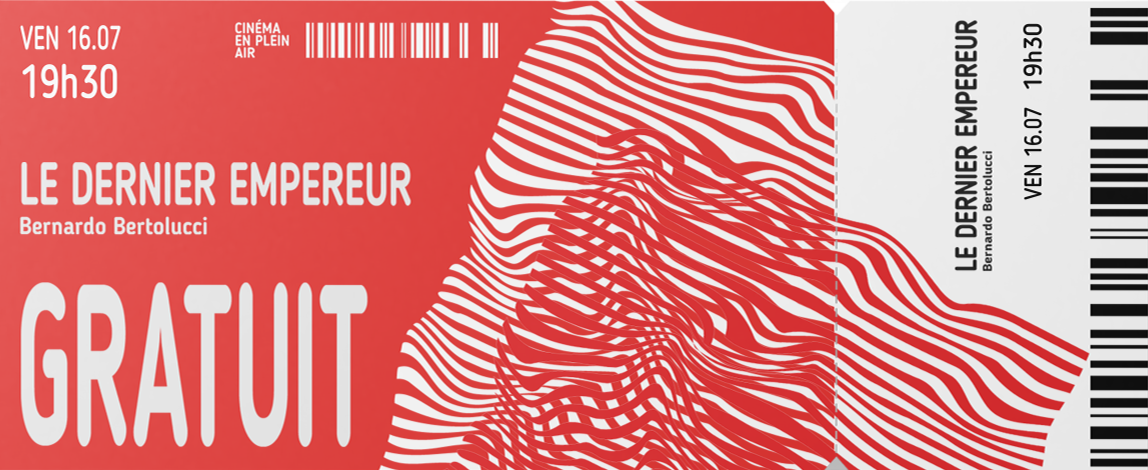 VEN 16.07
19h30
CINÉMA
EN PLEIN
AIR
LE DERNIER EMPEREUR
Bernardo Bertolucci
GRATUIT
LE DERNIER EMPEREUR
Bernardo Bertolucci
VEN 16.07 19h30